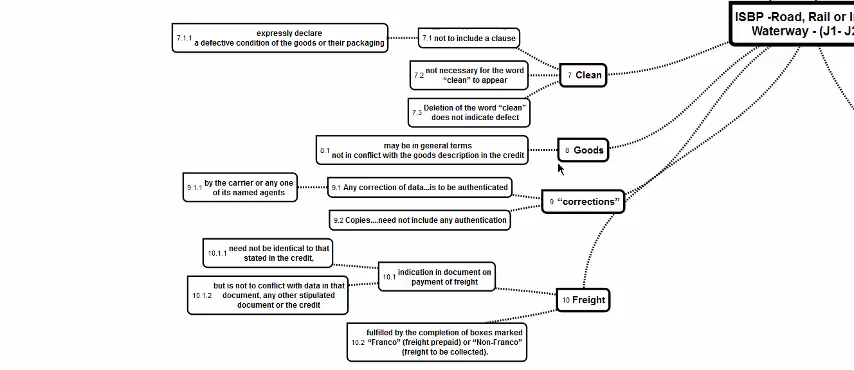 ISBP -Road, Rail or I
Waterway - (J1- J2
7.1.1 expressly declare
a defective condition of the goods or their packaging
7.1 not to include a clause
7.2 not necessary for the word
“clean” to appear
7 Clean
7.3 Deletion of the word “clean”
does not indicate defect
8.1 may be in general terms
not in conflict with the goods description in the credit
8 Goods
9.1.1 by the carrier or any one
of its named agents
9.1 Any correction of data...is to be authenticated
9 “corrections”
9.2 Copies....need not include any authentication
10.1.1 need not be identical to that
stated in the credit,
10.1.2 but is not to conflict with data in that
document, any other stipulated
document or the credit
10.1 indication in document on
payment of freight
10 Freight
10.2 fulfilled by the completion of boxes marked
“Franco” (freight prepaid) or “Non-Franco”
(freight to be collected).